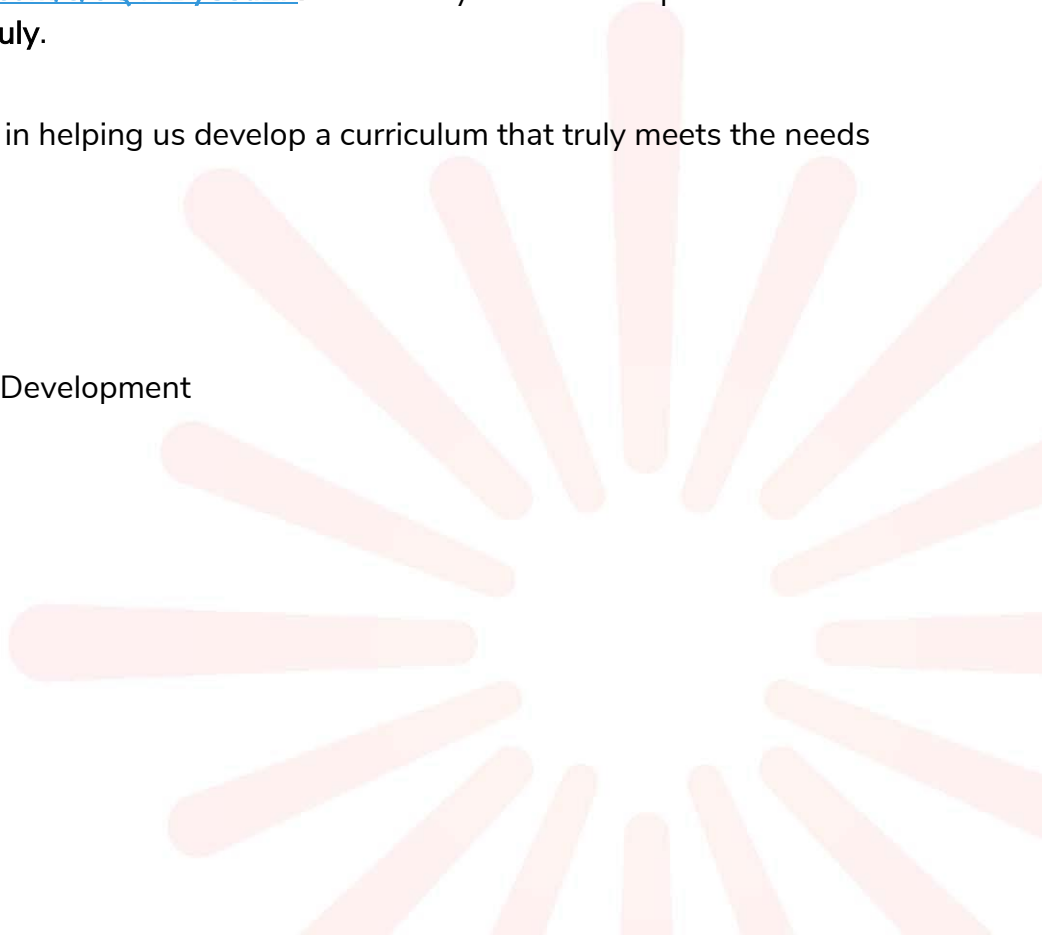 uly.
in helping us develop a curriculum that truly meets the needs
Development